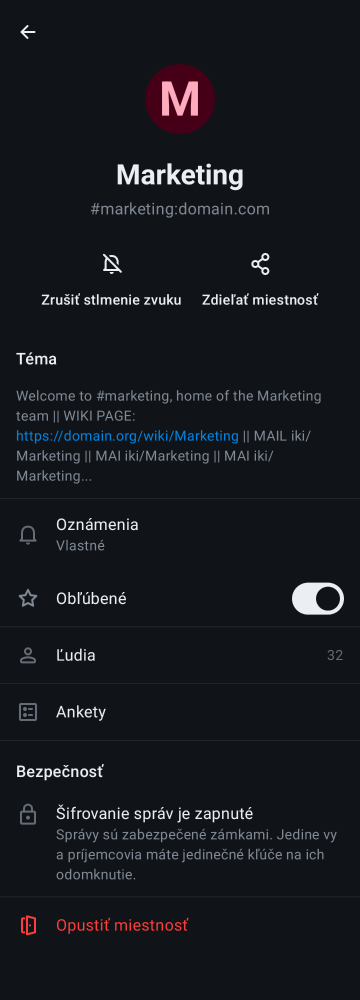 M
Marketing
#marketing:domain.com
Zrušiť stlmenie zvuku
Zdieľať miestnosť
Téma
Welcome to #marketing, home of the Marketing
team || WIKI PAGE:
https://domain.org/wiki/Marketing || MAIL iki/
Marketing || MAI iki/Marketing || MAI iki/
Marketing...
Oznámenia
Vlastné
Obľúbené
Ľudia
32
Ankety
Bezpečnosť
Šifrovanie správ je zapnuté
Správy sú zabezpečené zámkami. Jedine vy
a príjemcovia máte jedinečné kľúče na ich
odomknutie.
Opustiť miestnosť